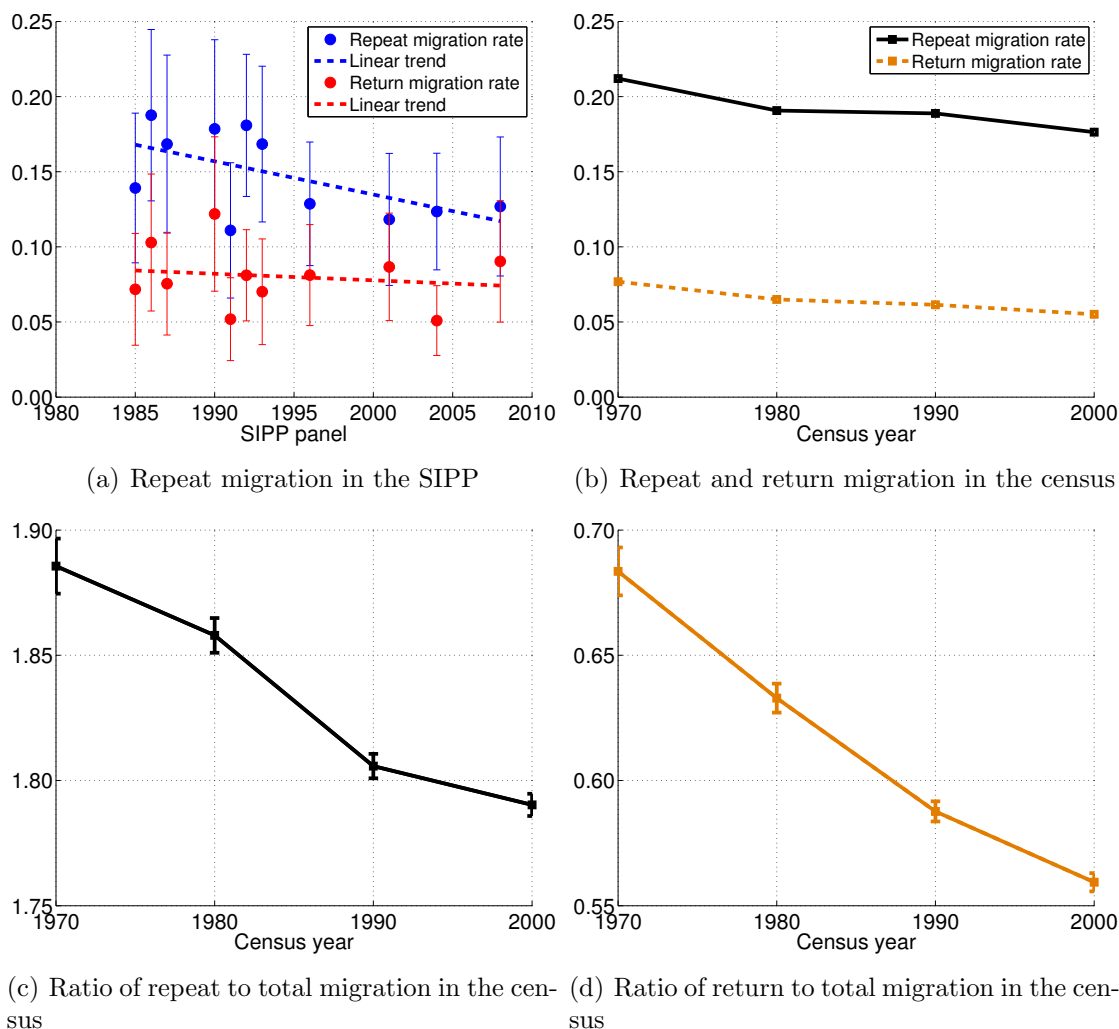 0.25
0.20
0.15
0.10
0.05
0.00
1980 1985 1990 1995 2000 2005 2010
SIPP panel
Repeat migration rate
Linear trend
Return migration rate
Linear trend
(a) Repeat migration in the SIPP
0.25
0.20
0.15
0.10
0.05
0.00
1970 1980 1990 2000
Census year
Repeat migration rate
Return migration rate
(b) Repeat and return migration in the census
1.90
1.85
1.80
1.75
1970 1980 1990 2000
Census year
(c) Ratio of repeat to total migration in the cen-
sus
0.70
0.65
0.60
0.55
1970 1980 1990 2000
Census year
(d) Ratio of return to total migration in the cen-
sus